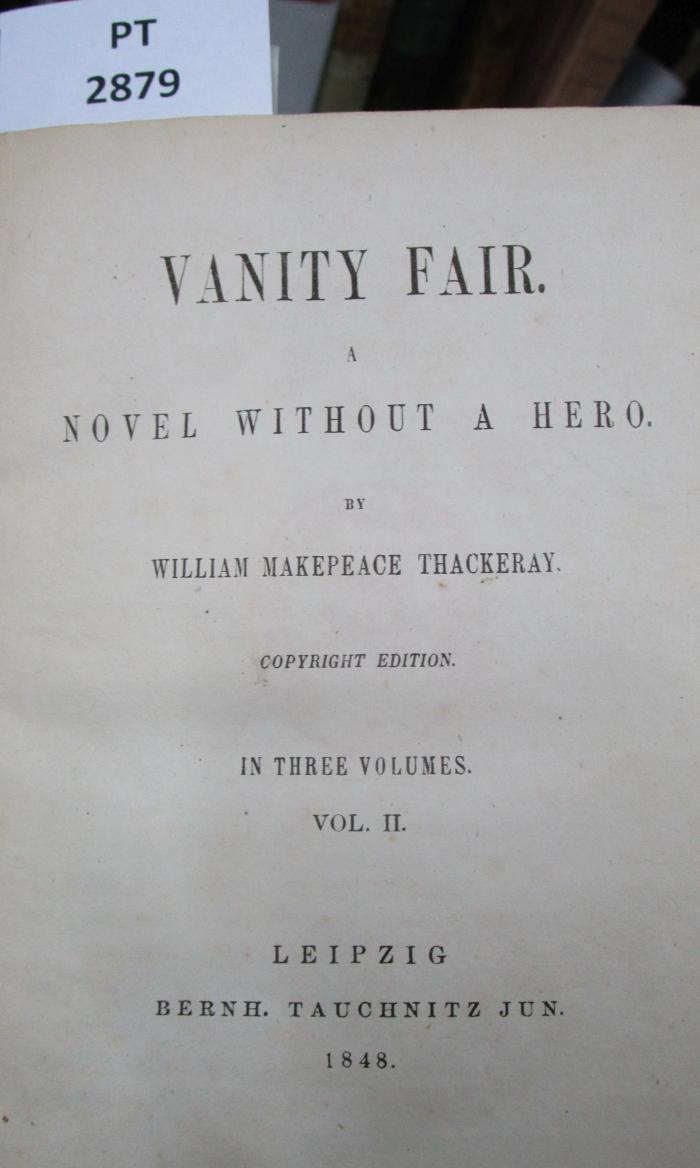 PT
2879
VANITY FAIR.
A
NOVEL WITHOUT A HERO.
BY
WILLIAM MAKEPEACE THACKERAY.
COPYRIGHT EDITION.
IN THREE VOLUMES.
VOL. II.
LEIPZIG
BERNH. TAUCHNITZ JUN.
1848.